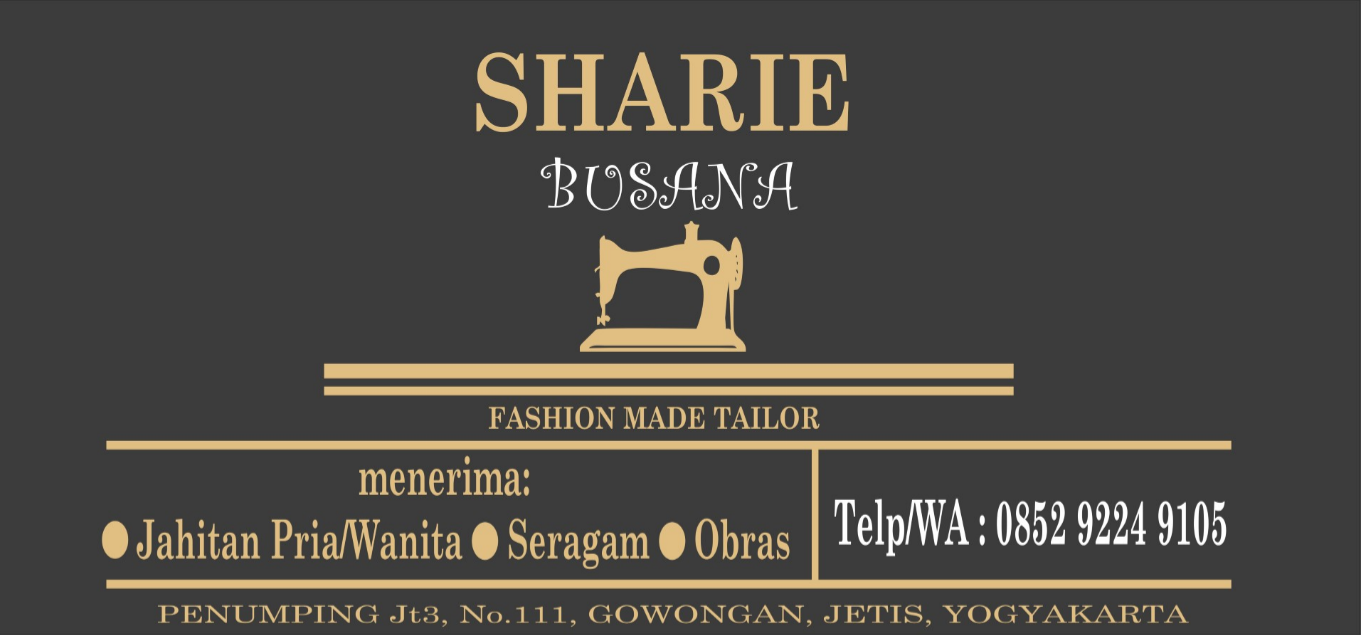 SHARIE
BUSANA
FASHION MADE TAILOR
menerima:
● Jahitan Pria/Wanita ● Seragam ● Obras
Telp/WA : 0852 9224 9105
PENUMPING Jt3, No.111, GOWONGAN, JETIS, YOGYAKARTA